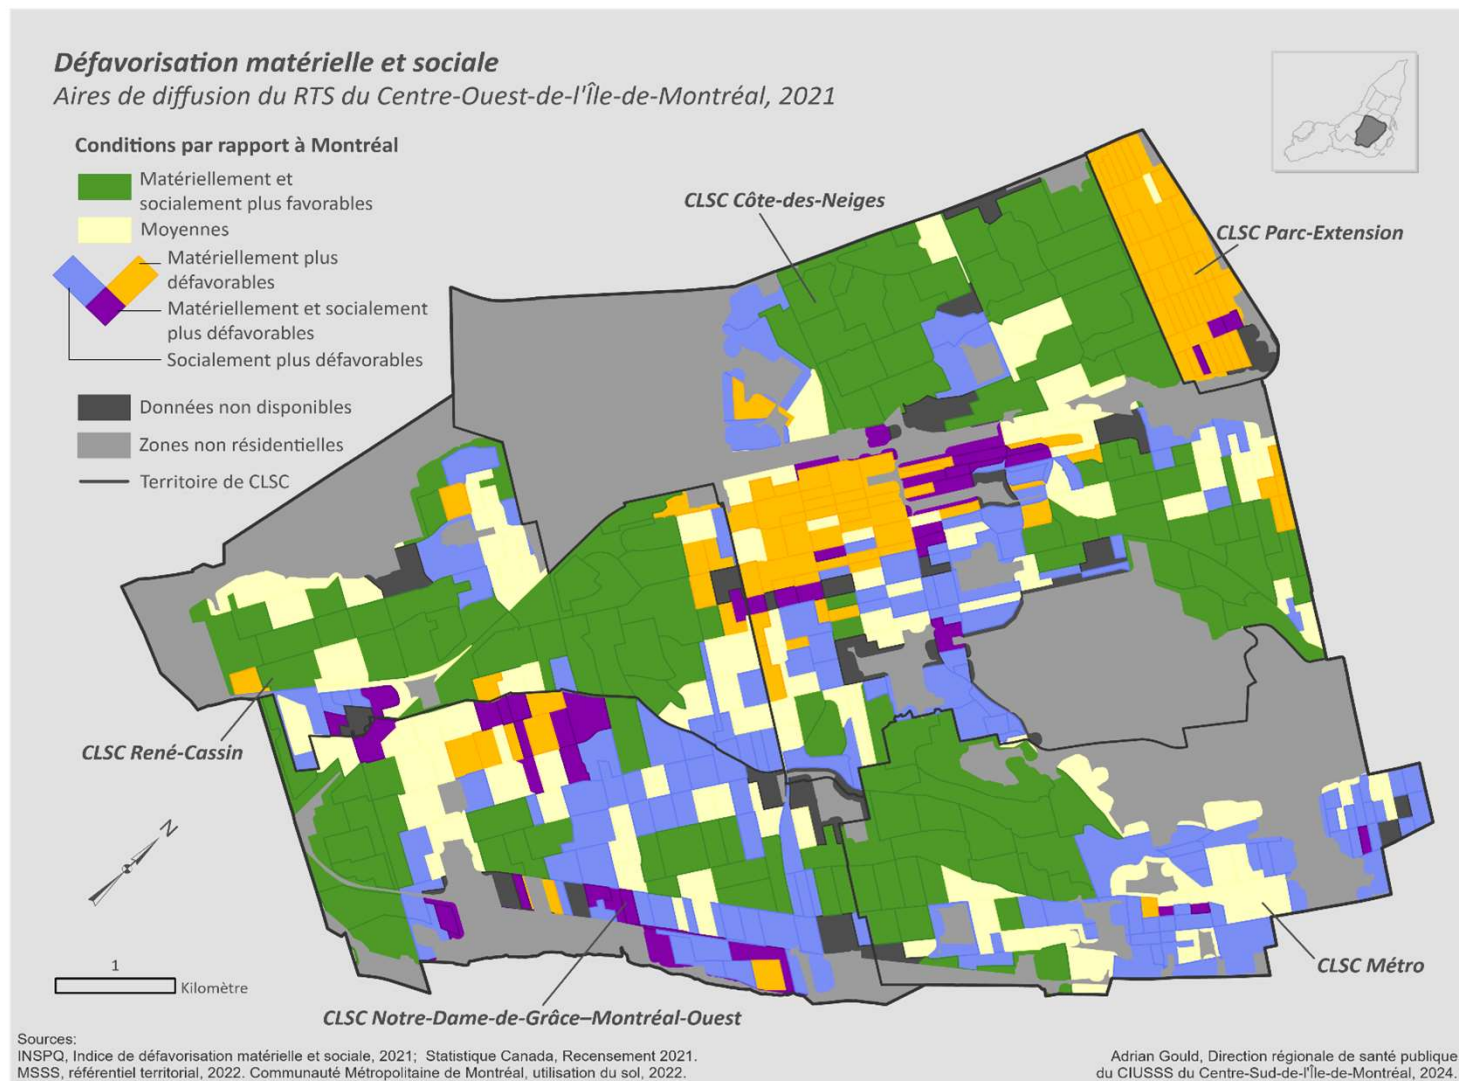 Défavorisation matérielle et sociale
Aires de diffusion du RTS du Centre-Ouest-de-l'Île-de-Montréal, 2021
Conditions par rapport à Montréal
Matériellement et
socialement plus favorables
Moyennes
Matériellement plus
défavorables
Matériellement et socialement
plus défavorables
Socialement plus défavorables
Données non disponibles
Zones non résidentielles
Territoire de CLSC
CLSC Côte-des-Neiges
CLSC Parc-Extension
CLSC René-Cassin
N
1
Kilomètre
CLSC Métro
CLSC Notre-Dame-de-Grâce–Montréal-Ouest
Sources:
INSPQ, Indice de défavorisation matérielle et sociale, 2021; Statistique Canada, Recensement 2021.
MSSS, référentiel territorial, 2022. Communauté Métropolitaine de Montréal, utilisation du sol, 2022.
Adrian Gould, Direction régionale de santé publique
du CIUSSS du Centre-Sud-de-l'Île-de-Montréal, 2024.